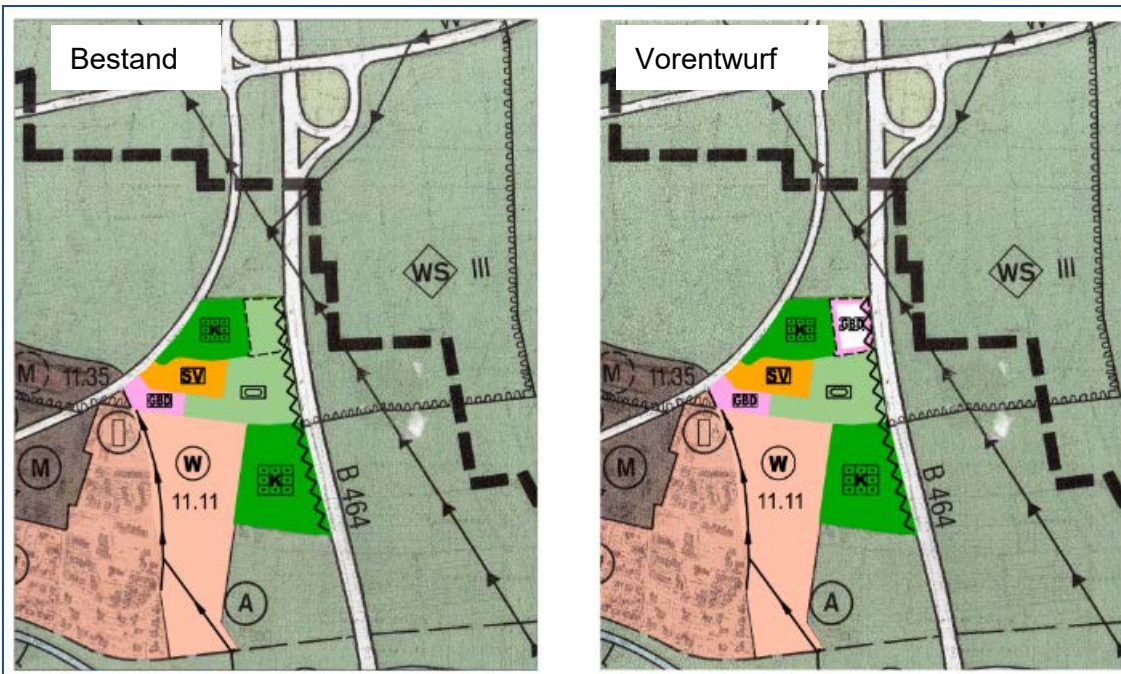 Bestand
W
WS III
K
SV
M 11.35
GBD
W
M
11.11
K
B 464
A
Vorentwurf
W
WS III
K
GBD
SV
M 11.35
GBD
W
M
11.11
K
B 464
A